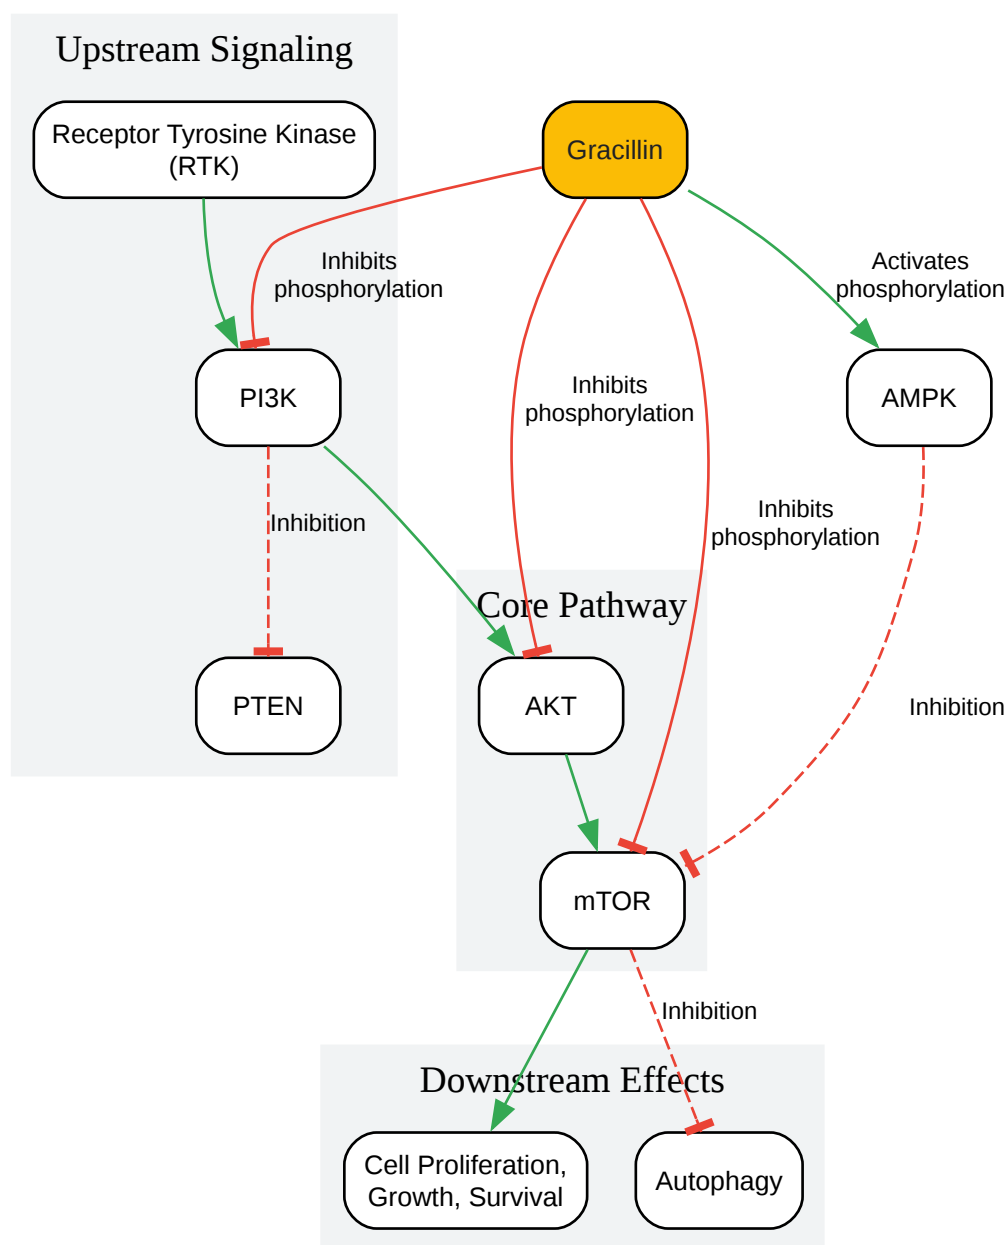 Upstream Signaling
Receptor Tyrosine Kinase
(RTK)
Gracillin
Inhibits
phosphorylation
Activates
phosphorylation
PI3K
Inhibits
phosphorylation
AMPK
Inhibition
Inhibits
phosphorylation
Core Pathway
PTEN
AKT
Inhibition
mTOR
Inhibition
Downstream Effects
Cell Proliferation,
Growth, Survival
Autophagy